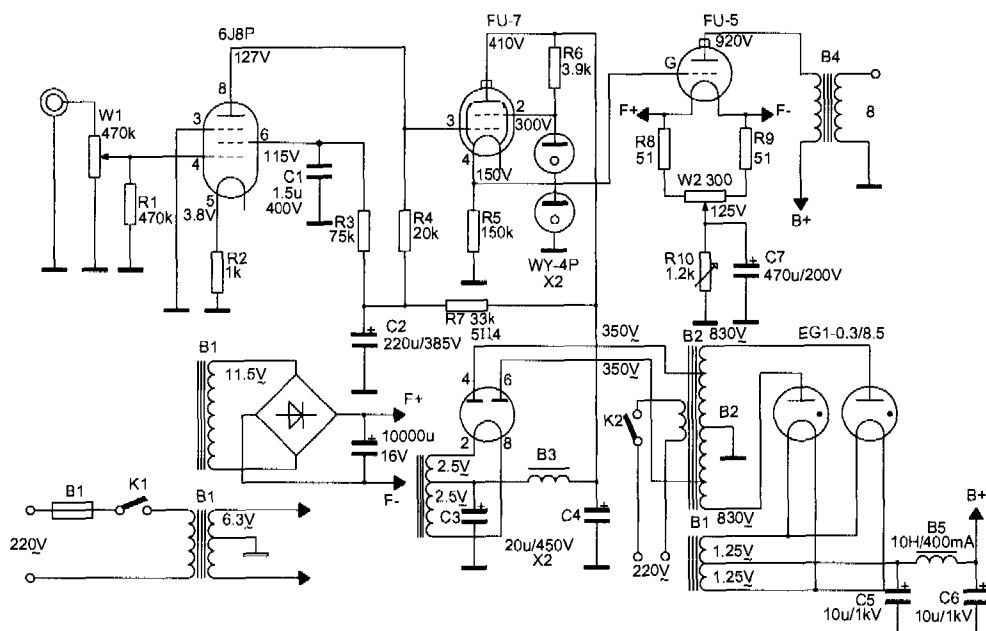 6J8P
127V
FU-7
410V
FU-5
920V
B4
8
R6
3.9k
G
W1
470k
3
6
4
115V
C1
1.5u
400V
R1
470k
5
3.8V
R2
1k
R3
75k
R4
20k
3
2
300V
4
150V
R5
150k
WY-4P
X2
F+
F-
R8
51
R9
51
W2 300
125V
B+
8
R10
1.2k
C7
470u/200V
R7 33k
C2
220u/385V
5Ц4
350V
350V
B2
830V
EG1-0.3/8.5
B1
11.5V
F+
10000u
16V
F-
4
6
2
8
2.5V
2.5V
B3
C3
C4
20u/450V
X2
K2
220V
B2
830V
B1
1.25V
1.25V
B+
B5
10H/400mA
C5
10u/1kV
C6
10u/1kV
B1
K1
B1
6.3V
220V